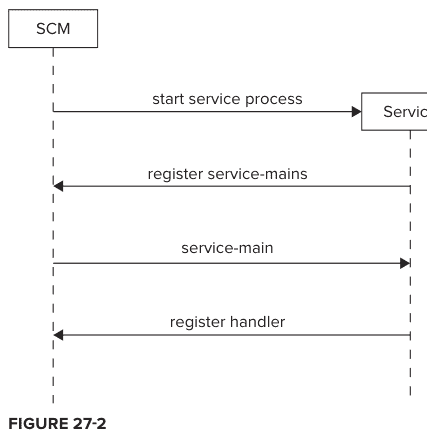 SCM
start service process
Servic
register service-mains
service-main
register handler
FIGURE 27-2